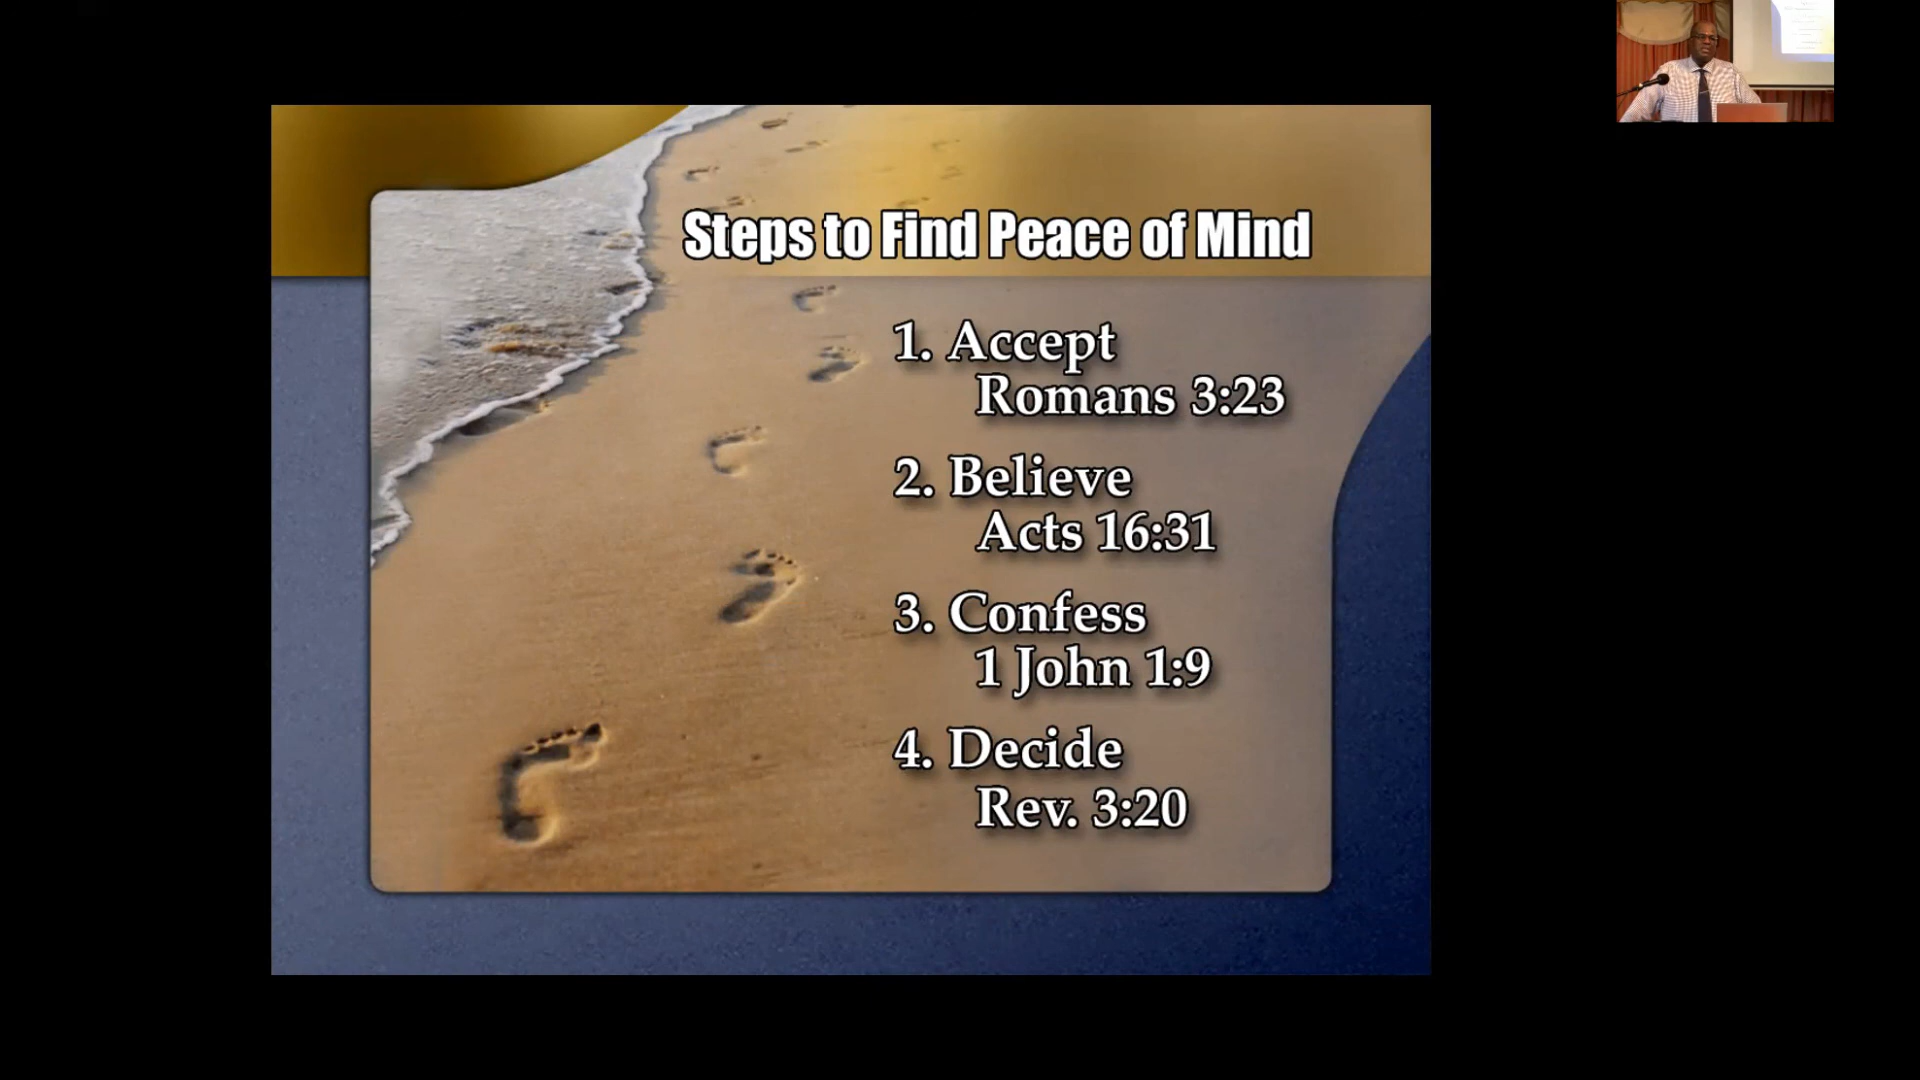 Steps to Find Peace of Mind
1. Accept
Romans 3:23
2. Believe
Acts 16:31
3. Confess
1 John 1:9
4. Decide
Rev. 3:20